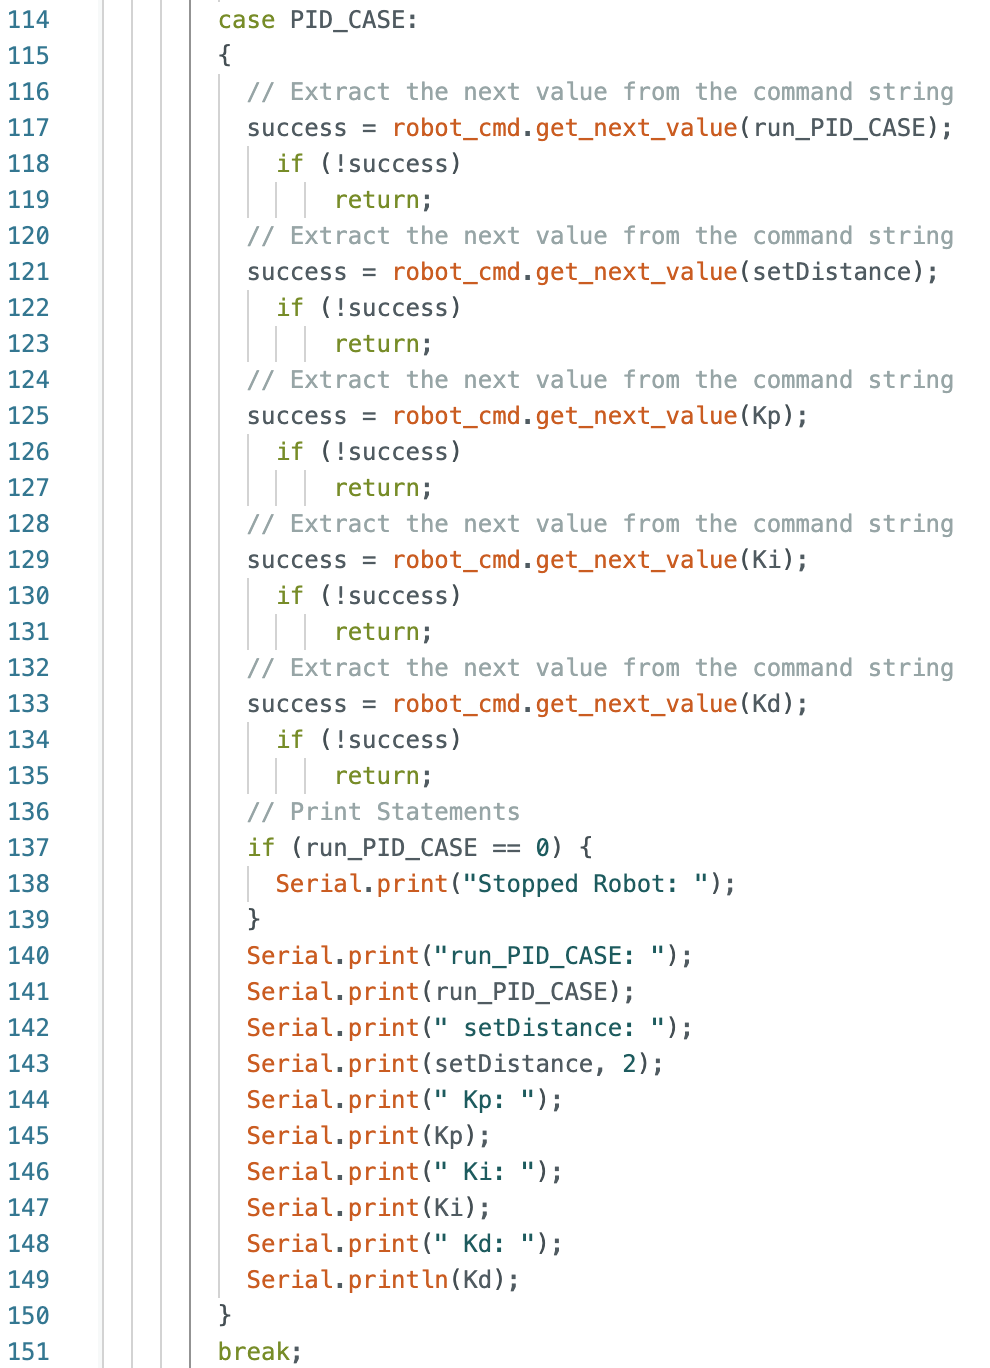 114 case PID_CASE:
115 {
116 // Extract the next value from the command string
117 success = robot_cmd.get_next_value(run_PID_CASE);
118 if (!success)
119 return;
120 // Extract the next value from the command string
121 success = robot_cmd.get_next_value(setDistance);
122 if (!success)
123 return;
124 // Extract the next value from the command string
125 success = robot_cmd.get_next_value(Kp);
126 if (!success)
127 return;
128 // Extract the next value from the command string
129 success = robot_cmd.get_next_value(Ki);
130 if (!success)
131 return;
132 // Extract the next value from the command string
133 success = robot_cmd.get_next_value(Kd);
134 if (!success)
135 return;
136 // Print Statements
137 if (run_PID_CASE == 0) {
138 Serial.print("Stopped Robot: ");
139 }
140 Serial.print("run_PID_CASE: ");
141 Serial.print(run_PID_CASE);
142 Serial.print(" setDistance: ");
143 Serial.print(setDistance, 2);
144 Serial.print(" Kp: ");
145 Serial.print(Kp);
146 Serial.print(" Ki: ");
147 Serial.print(Ki);
148 Serial.print(" Kd: ");
149 Serial.println(Kd);
150 }
151 break;